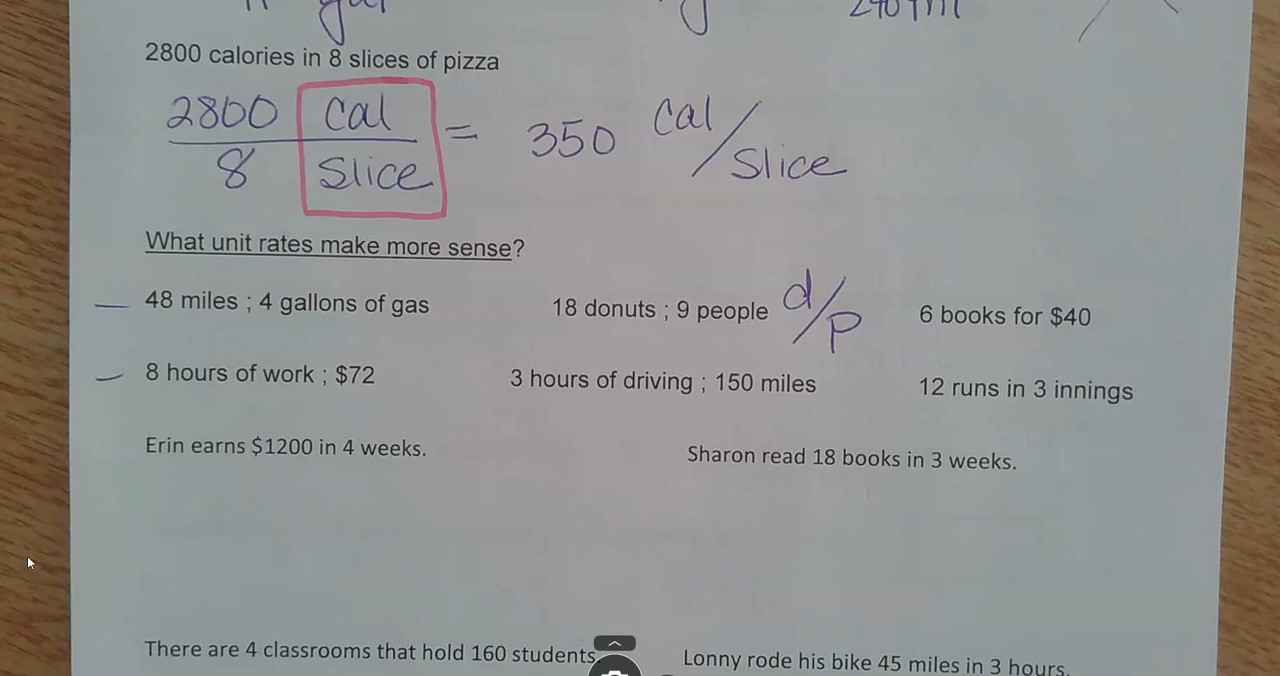 2800 calories in 8 slices of pizza
2800 Cal = 350 Cal/Slice
8 Slice
What unit rates make more sense?
48 miles ; 4 gallons of gas 18 donuts ; 9 people d/p 6 books for $40
8 hours of work ; $72 3 hours of driving ; 150 miles 12 runs in 3 innings
Erin earns $1200 in 4 weeks. Sharon read 18 books in 3 weeks.
There are 4 classrooms that hold 160 students. Lonny rode his bike 45 miles in 3 hours.